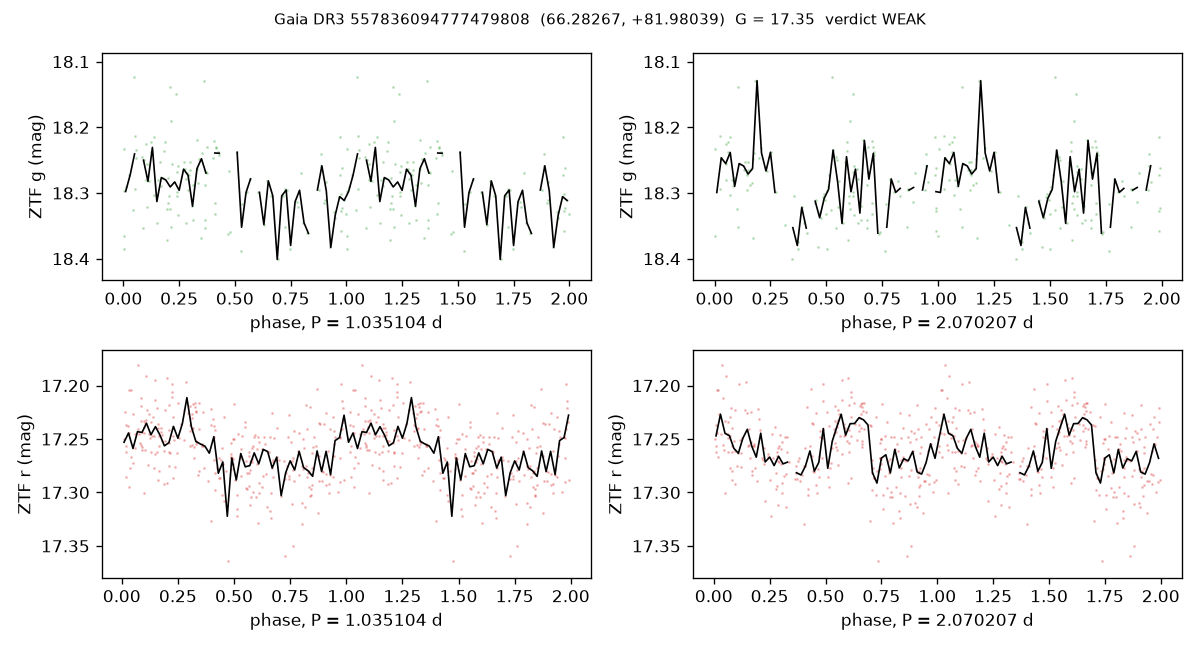 Gaia DR3 557836094777479808 (66.28267, +81.98039) G = 17.35 verdict WEAK
18.1
18.2
18.3
18.4
ZTF g (mag)
0.00 0.25 0.50 0.75 1.00 1.25 1.50 1.75 2.00
phase, P = 1.035104 d
18.1
18.2
18.3
18.4
ZTF g (mag)
0.00 0.25 0.50 0.75 1.00 1.25 1.50 1.75 2.00
phase, P = 2.070207 d
17.20
17.25
17.30
17.35
ZTF r (mag)
0.00 0.25 0.50 0.75 1.00 1.25 1.50 1.75 2.00
phase, P = 1.035104 d
17.20
17.25
17.30
17.35
ZTF r (mag)
0.00 0.25 0.50 0.75 1.00 1.25 1.50 1.75 2.00
phase, P = 2.070207 d